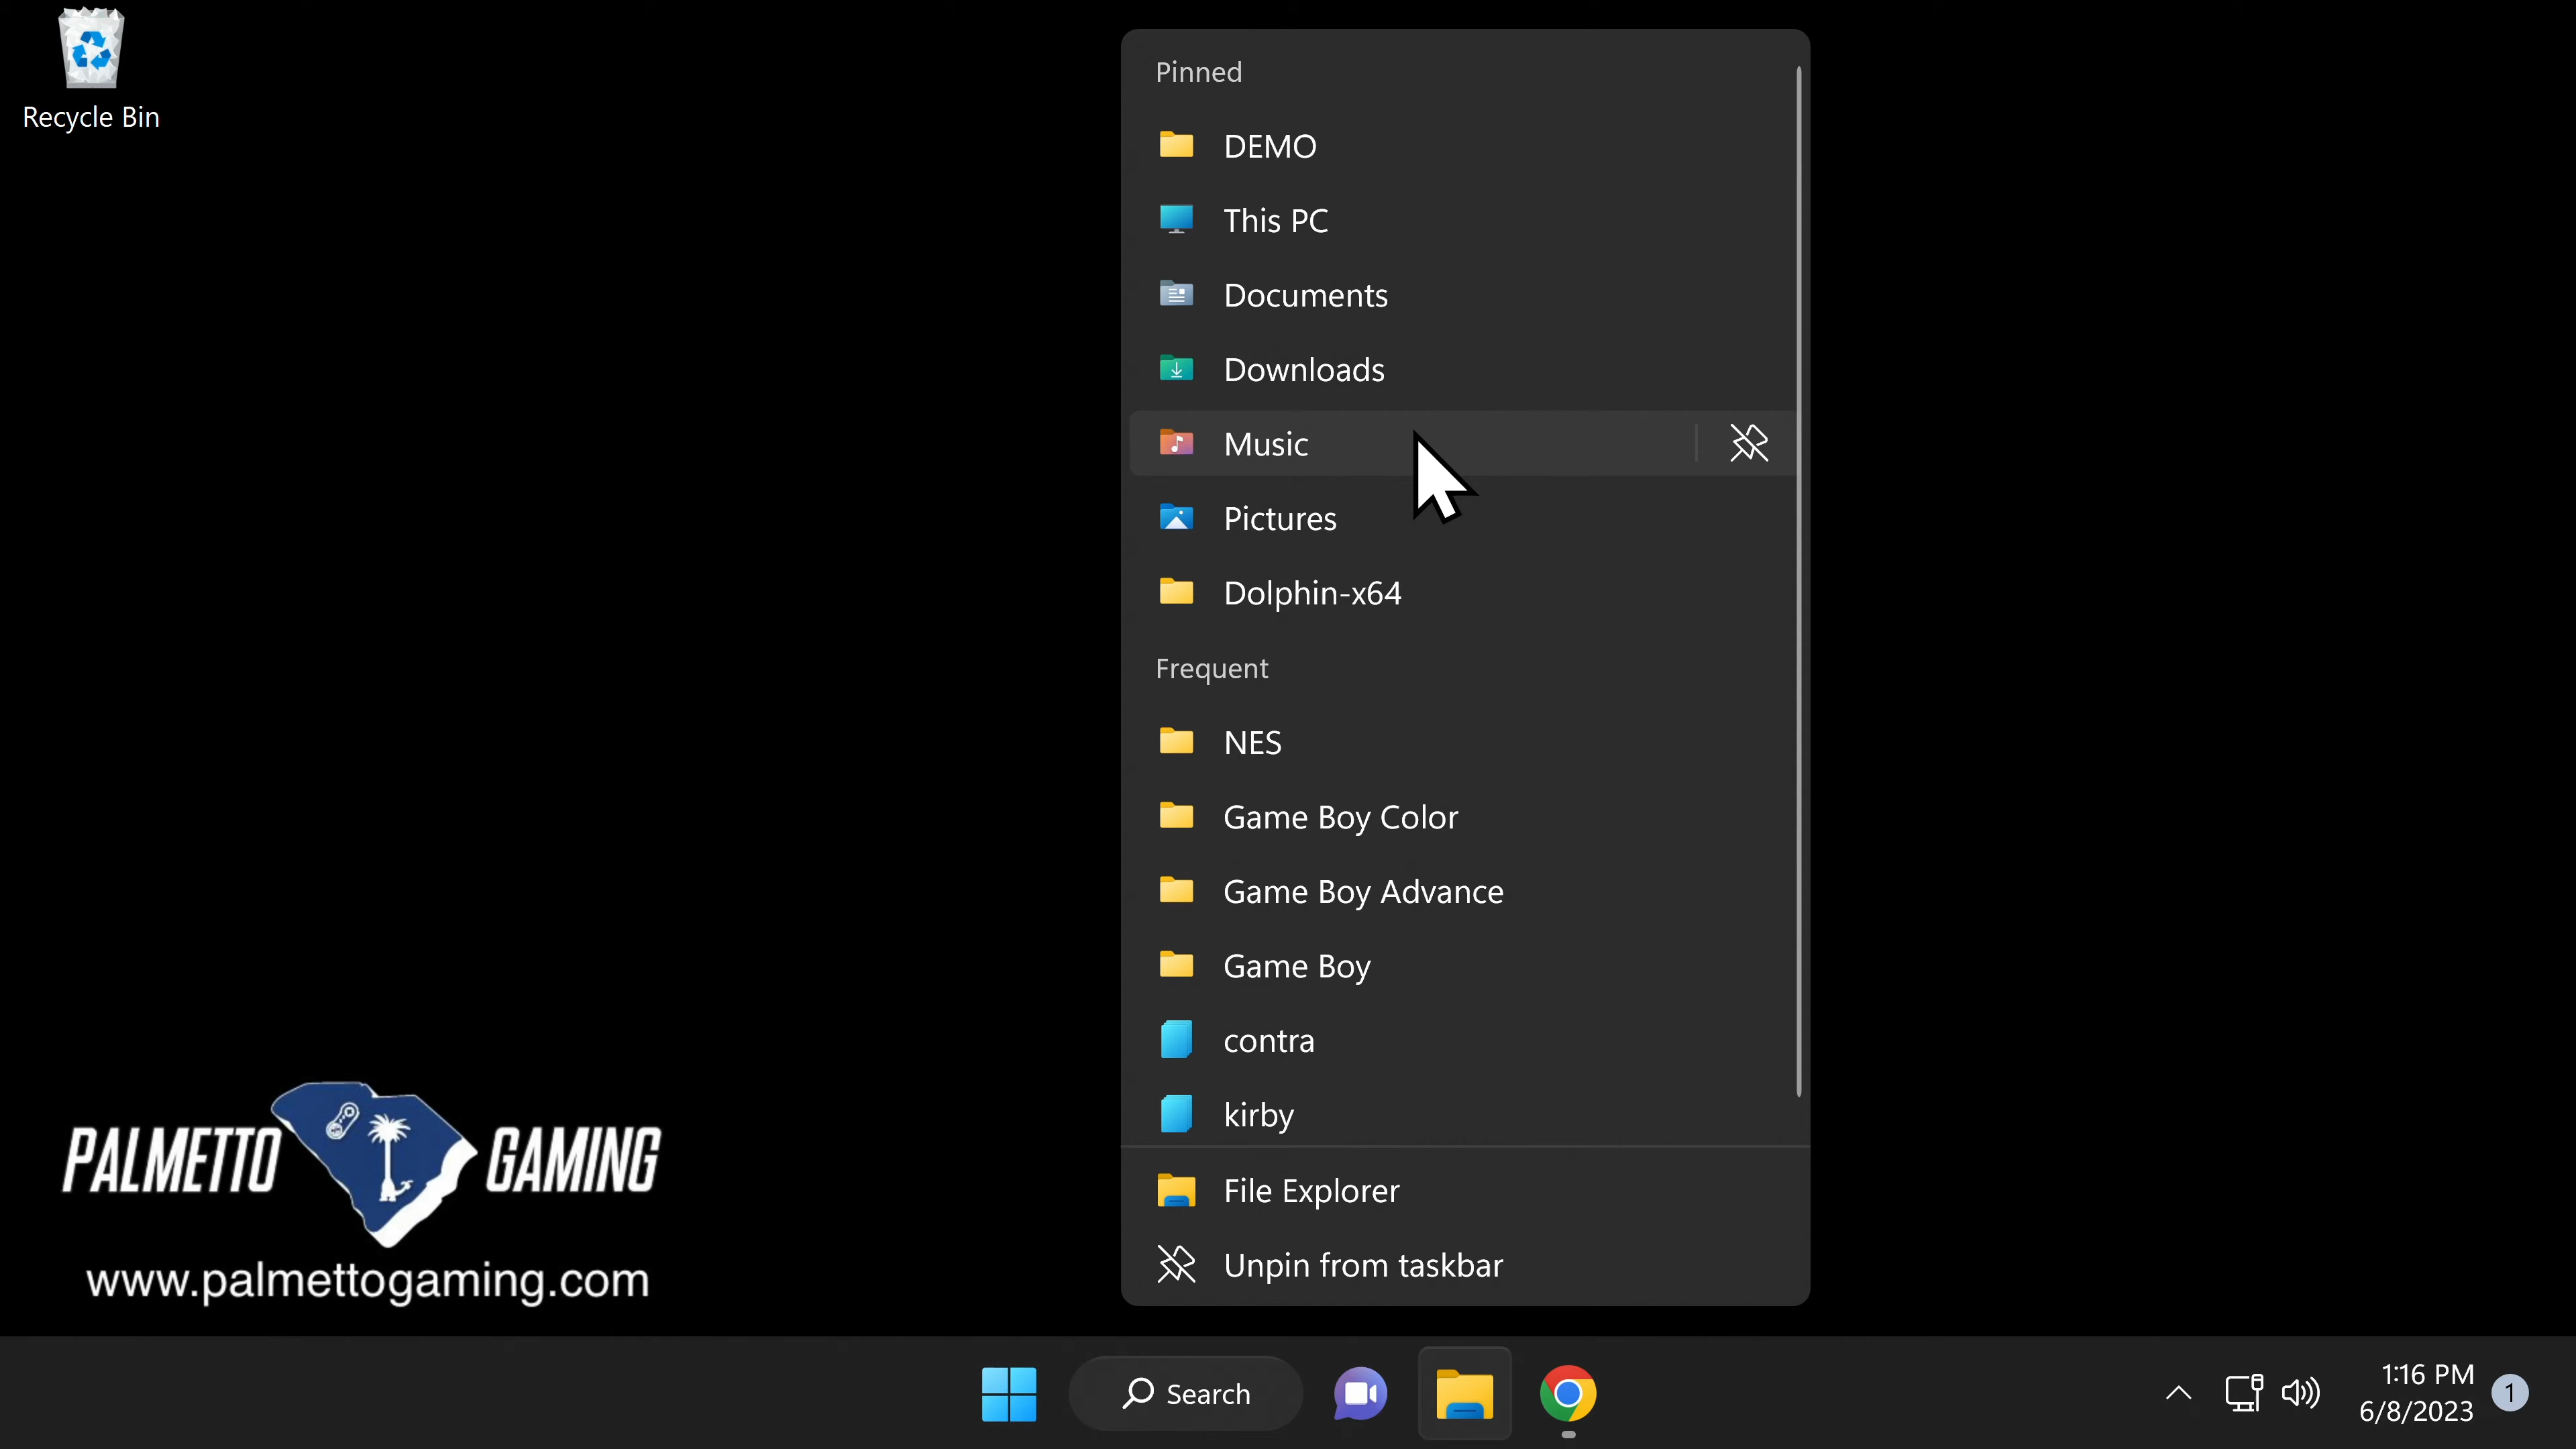 Recycle Bin
Pinned
DEMO
This PC
Documents
Downloads
Music
Pictures
Dolphin-x64
Frequent
NES
Game Boy Color
Game Boy Advance
Game Boy
contra
kirby
File Explorer
Unpin from taskbar
PALMETTO GAMING
www.palmettogaming.com
Search
1:16 PM
6/8/2023
1